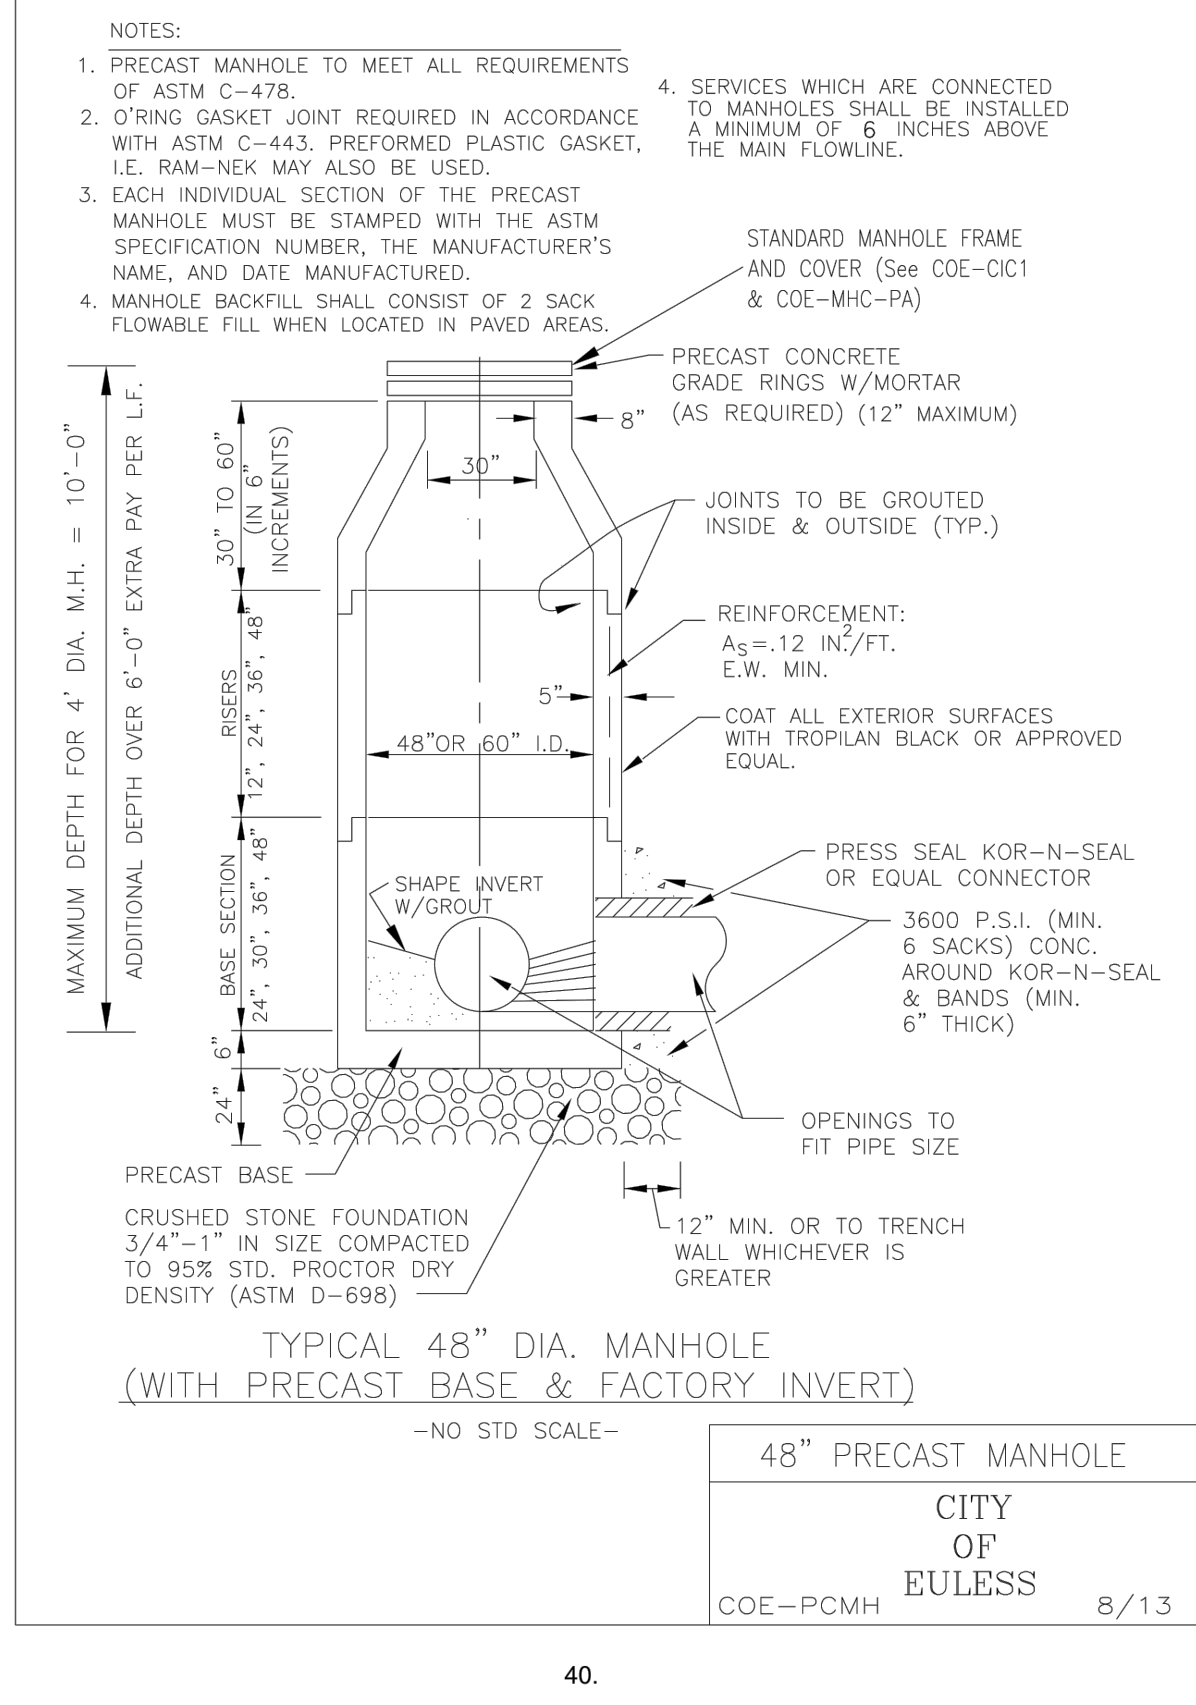 NOTES:
1. PRECAST MANHOLE TO MEET ALL REQUIREMENTS
OF ASTM C-478.
2. O'RING GASKET JOINT REQUIRED IN ACCORDANCE
WITH ASTM C-443. PREFORMED PLASTIC GASKET,
I.E. RAM-NEK MAY ALSO BE USED.
3. EACH INDIVIDUAL SECTION OF THE PRECAST
MANHOLE MUST BE STAMPED WITH THE ASTM
SPECIFICATION NUMBER, THE MANUFACTURER'S
NAME, AND DATE MANUFACTURED.
4. MANHOLE BACKFILL SHALL CONSIST OF 2 SACK
FLOWABLE FILL WHEN LOCATED IN PAVED AREAS.
4. SERVICES WHICH ARE CONNECTED
TO MANHOLES SHALL BE INSTALLED
A MINIMUM OF 6 INCHES ABOVE
THE MAIN FLOWLINE.
STANDARD MANHOLE FRAME
AND COVER (See COE-CIC1
& COE-MHC-PA)
PRECAST CONCRETE
GRADE RINGS W/MORTAR
(AS REQUIRED) (12" MAXIMUM)
8"
30"
JOINTS TO BE GROUTED
INSIDE & OUTSIDE (TYP.)
REINFORCEMENT:
AS=.12 IN.2/FT.
E.W. MIN.
5"
COAT ALL EXTERIOR SURFACES
WITH TROPILAN BLACK OR APPROVED
EQUAL.
48"OR 60" I.D.
MAXIMUM DEPTH FOR 4' DIA. M.H. = 10'-0"
ADDITIONAL DEPTH OVER 6'-0" EXTRA PAY PER L.F.
30" TO 60"
(IN 6"
INCREMENTS)
RISERS
12", 24", 36", 48"
BASE SECTION
24", 30", 36", 48"
6"
24"
SHAPE INVERT
W/GROUT
PRESS SEAL KOR-N-SEAL
OR EQUAL CONNECTOR
3600 P.S.I. (MIN.
6 SACKS) CONC.
AROUND KOR-N-SEAL
& BANDS (MIN.
6" THICK)
OPENINGS TO
FIT PIPE SIZE
PRECAST BASE
CRUSHED STONE FOUNDATION
3/4"-1" IN SIZE COMPACTED
TO 95% STD. PROCTOR DRY
DENSITY (ASTM D-698)
12" MIN. OR TO TRENCH
WALL WHICHEVER IS
GREATER
TYPICAL 48" DIA. MANHOLE
(WITH PRECAST BASE & FACTORY INVERT)
-NO STD SCALE-
48" PRECAST MANHOLE
CITY
OF
EULESS
COE-PCMH
8/13
40.